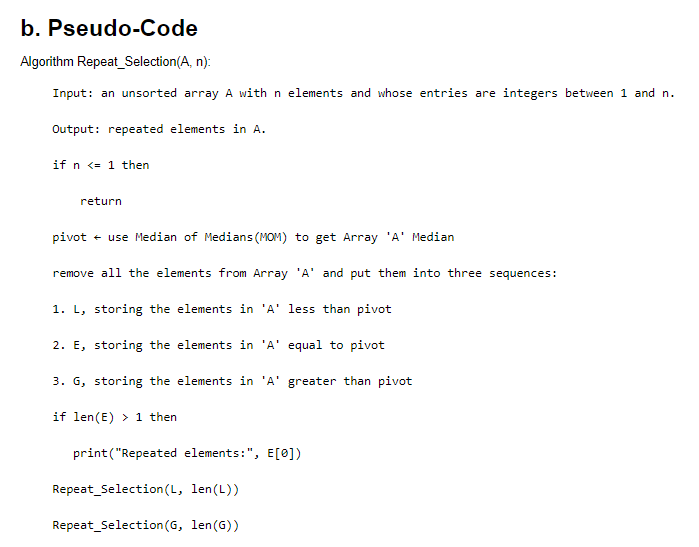 b. Pseudo-Code
Algorithm Repeat_Selection(A, n):
Input: an unsorted array A with n elements and whose entries are integers between 1 and n.
Output: repeated elements in A.
if n <= 1 then
return
pivot ← use Median of Medians(MOM) to get Array 'A' Median
remove all the elements from Array 'A' and put them into three sequences:
1. L, storing the elements in 'A' less than pivot
2. E, storing the elements in 'A' equal to pivot
3. G, storing the elements in 'A' greater than pivot
if len(E) > 1 then
print("Repeated elements:", E[0])
Repeat_Selection(L, len(L))
Repeat_Selection(G, len(G))